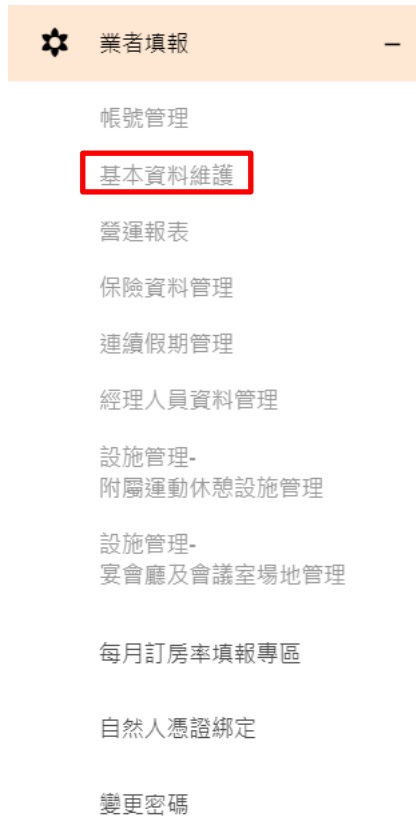 業者填報
帳號管理
基本資料維護
營運報表
保險資料管理
連續假期管理
經理人員資料管理
設施管理-
附屬運動休憩設施管理
設施管理-
宴會廳及會議室場地管理
每月訂房率填報專區
自然人憑證綁定
變更密碼